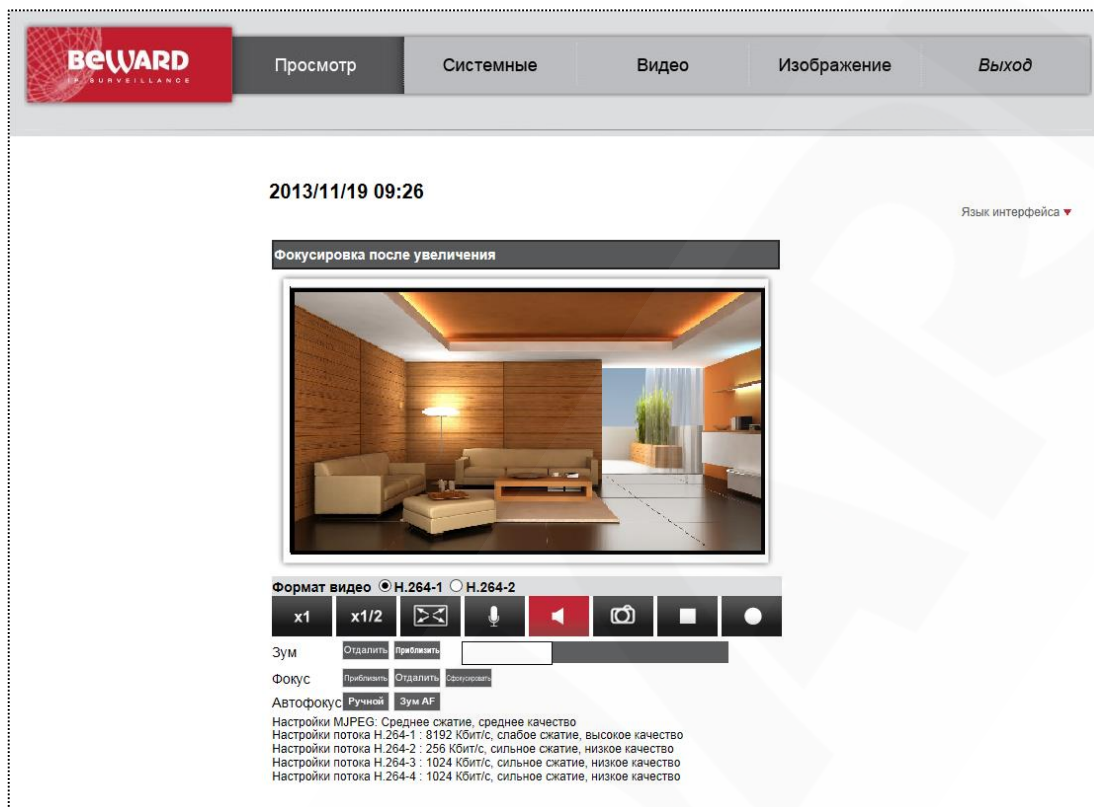 BEWARD
IP SURVEILLANCE
Просмотр Системные Видео Изображение Выход
2013/11/19 09:26
Язык интерфейса
Фокусировка после увеличения
Формат видео H.264-1 H.264-2
x1 x1/2
Зум Отдалить Приблизить
Фокус Приблизить Отдалить Сфокусировать
Автофокус Ручной Зум AF
Настройки MJPEG: Среднее сжатие, среднее качество
Настройки потока H.264-1 : 8192 Кбит/с, слабое сжатие, высокое качество
Настройки потока H.264-2 : 256 Кбит/с, сильное сжатие, низкое качество
Настройки потока H.264-3 : 1024 Кбит/с, сильное сжатие, низкое качество
Настройки потока H.264-4 : 1024 Кбит/с, сильное сжатие, низкое качество